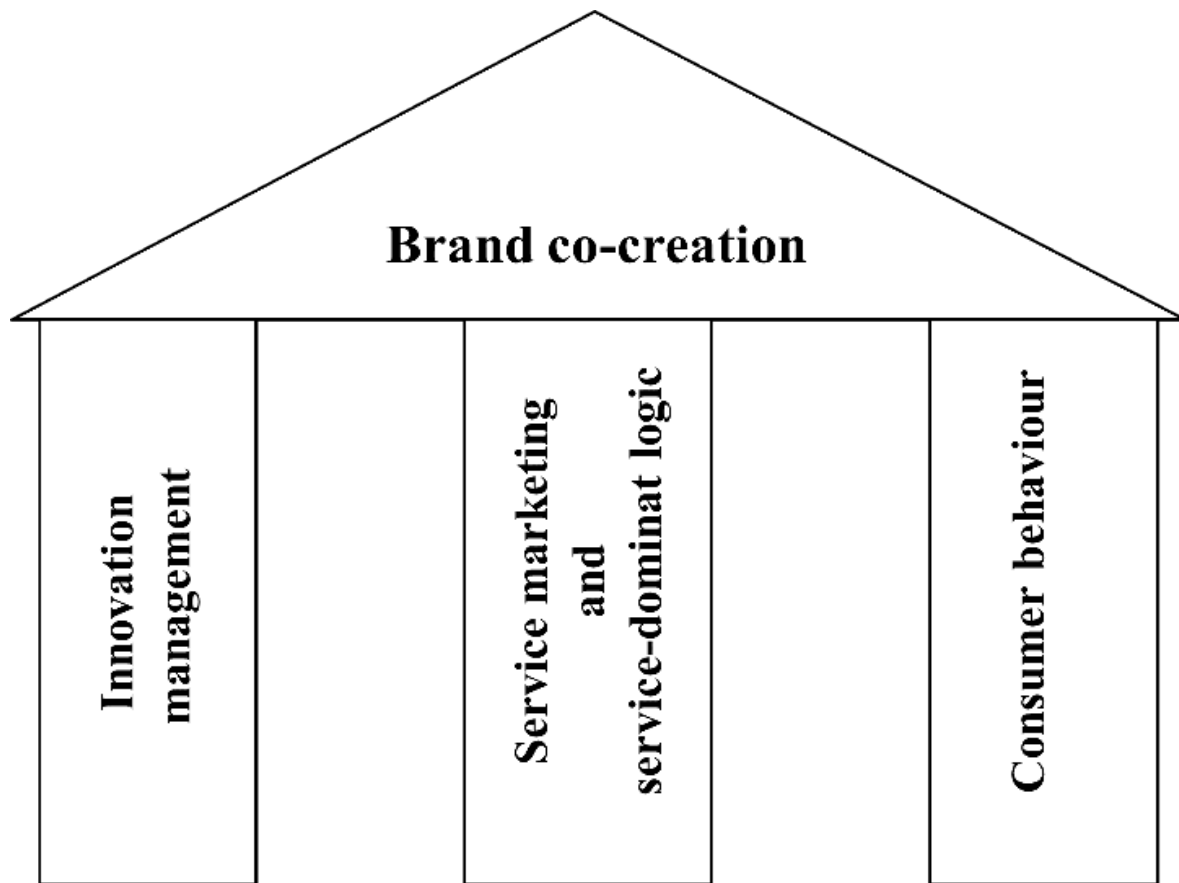 Brand co-creation
Innovation
management
Service marketing
and
service-dominat logic
Consumer behaviour